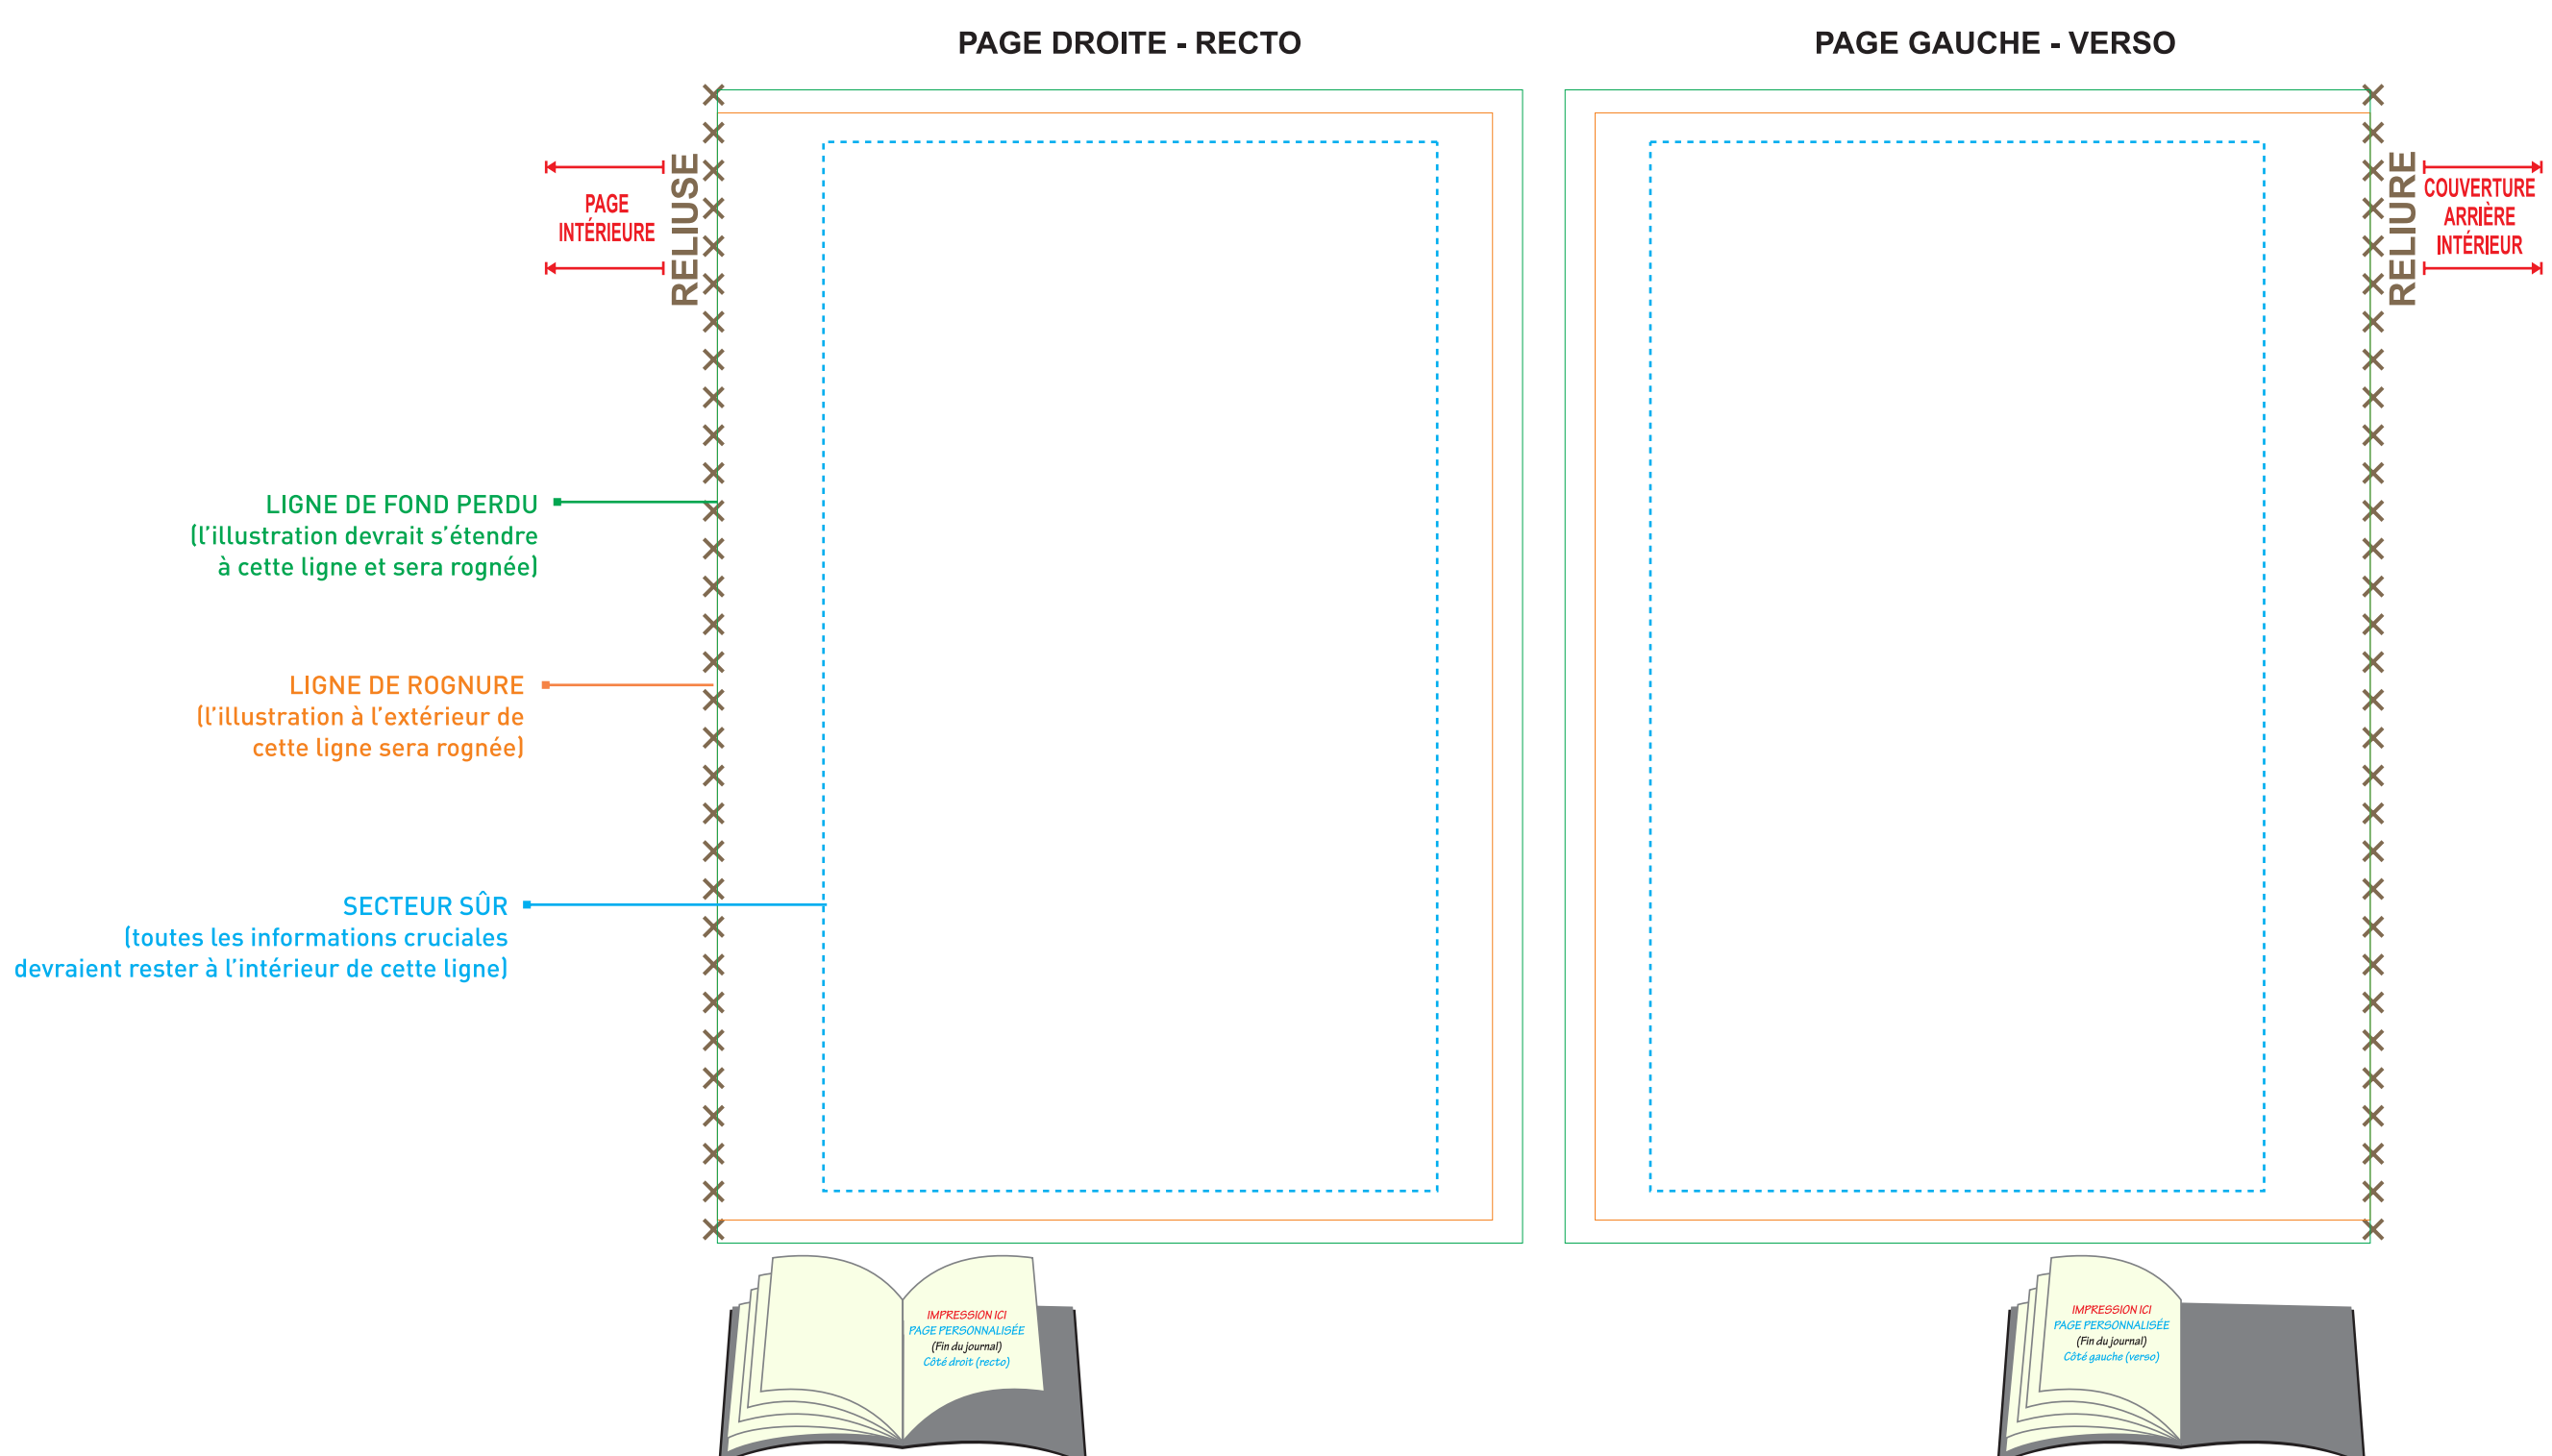 PAGE DROITE - RECTO
PAGE GAUCHE - VERSO
PAGE
INTÉRIEURE
RELIUSE
RELIURE
COUVERTURE
ARRIÈRE
INTÉRIEUR
LIGNE DE FOND PERDU
(l’illustration devrait s’étendre
à cette ligne et sera rognée)
LIGNE DE ROGNURE
(l’illustration à l’extérieur de
cette ligne sera rognée)
SECTEUR SÛR
(toutes les informations cruciales
devraient rester à l’intérieur de cette ligne)
IMPRESSION ICI
PAGE PERSONNALISÉE
(Fin du journal)
Côté droit (recto)
IMPRESSION ICI
PAGE PERSONNALISÉE
(Fin du journal)
Côté gauche (verso)